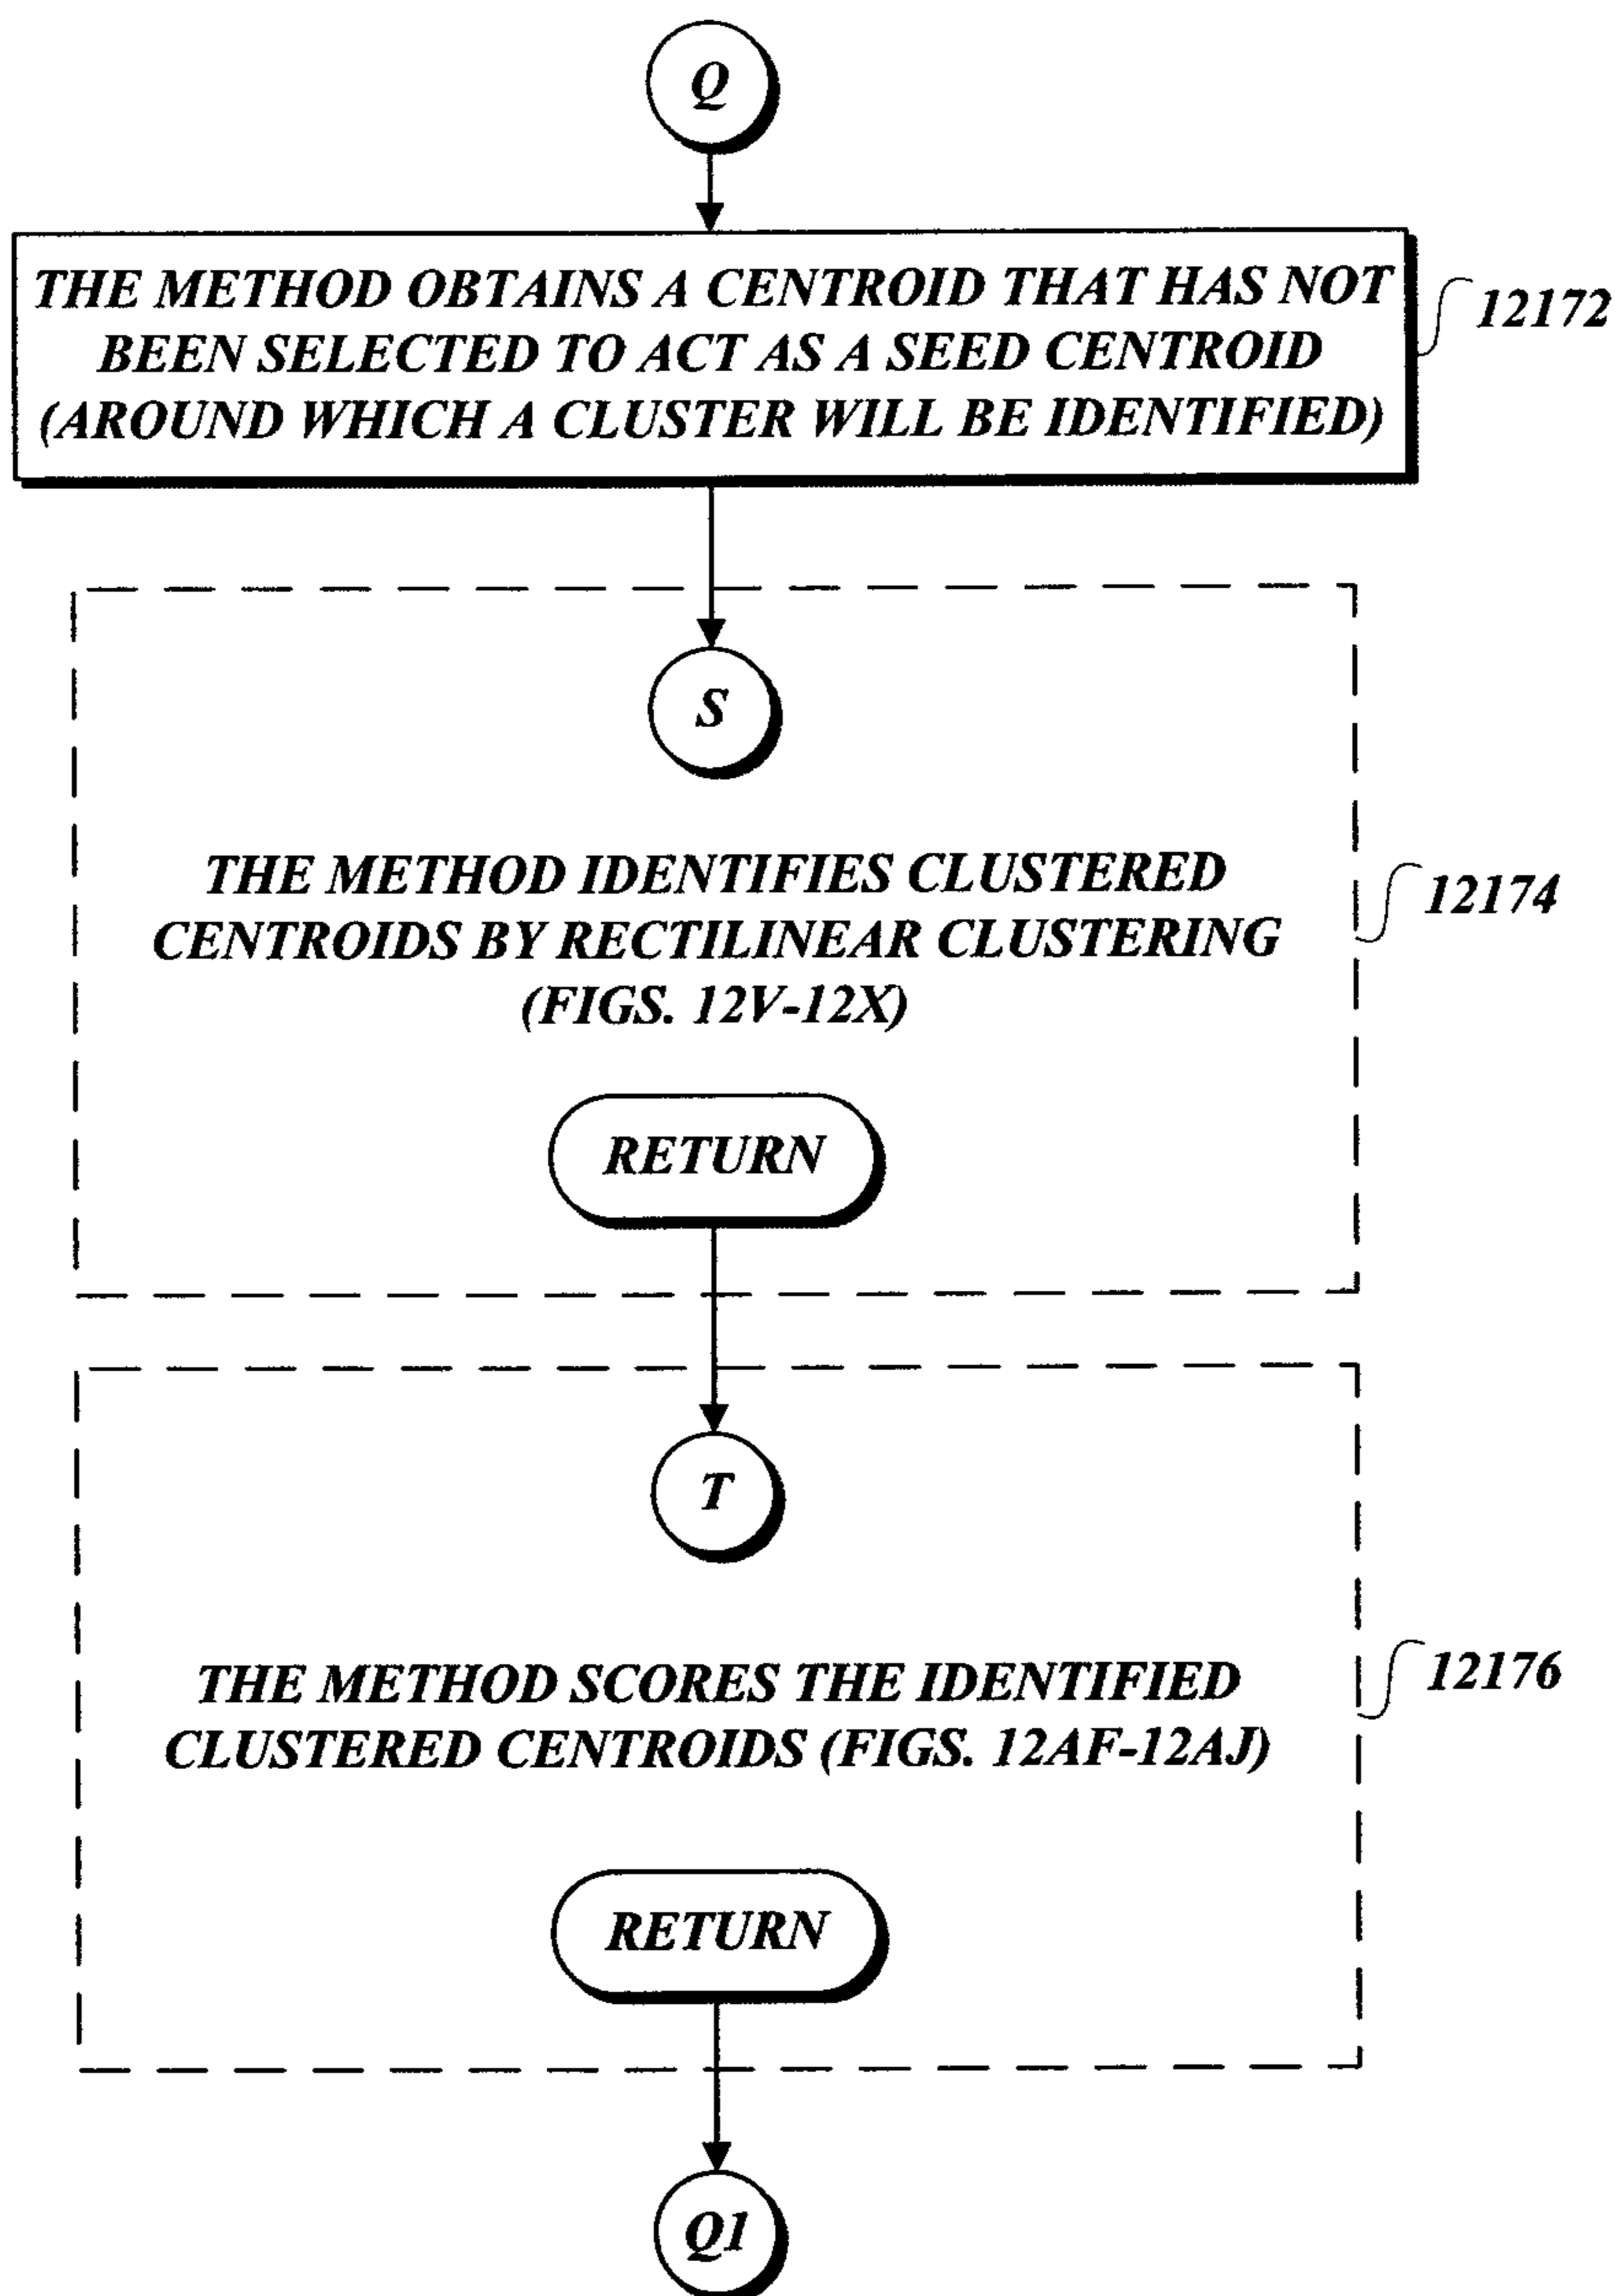 Q
THE METHOD OBTAINS A CENTROID THAT HAS NOT
BEEN SELECTED TO ACT AS A SEED CENTROID
(AROUND WHICH A CLUSTER WILL BE IDENTIFIED)
12172
S
THE METHOD IDENTIFIES CLUSTERED
CENTROIDS BY RECTILINEAR CLUSTERING
(FIGS. 12V-12X)
12174
RETURN
T
THE METHOD SCORES THE IDENTIFIED
CLUSTERED CENTROIDS (FIGS. 12AF-12AJ)
12176
RETURN
Q1